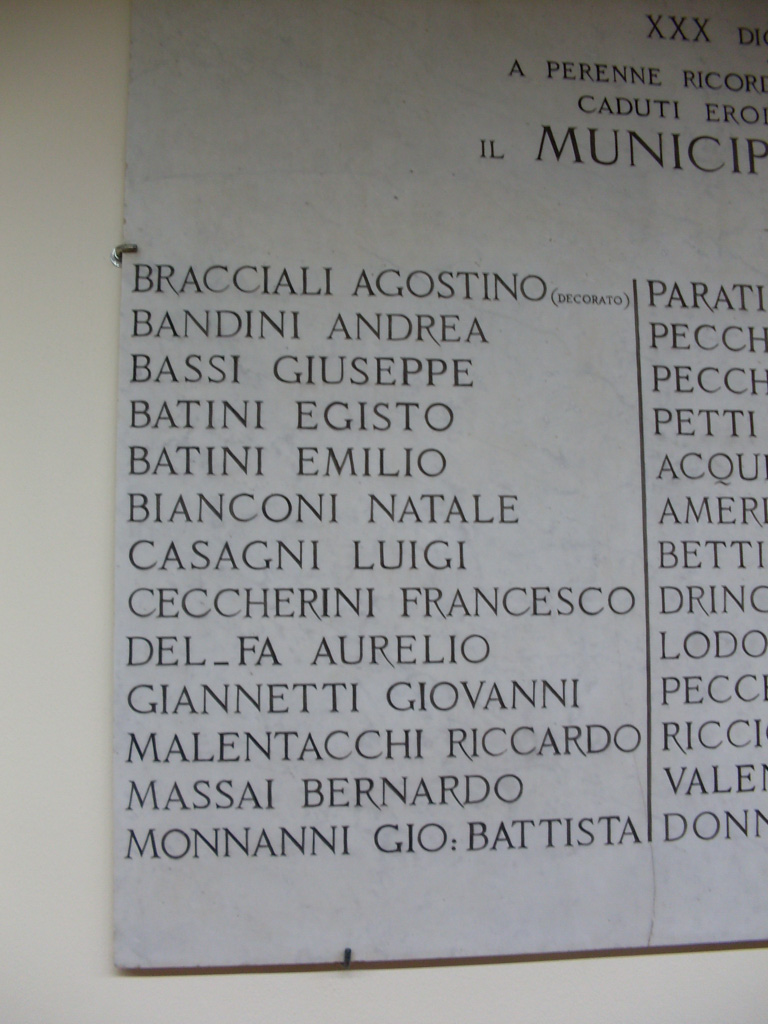 XXX
A PERENNE
CADUTI
IL
BRACCIALI AGOSTINO (DECORATO)
BANDINI ANDREA
BASSI GIUSEPPE
BATINI EGISTO
BATINI EMILIO
BIANCONI NATALE
CASAGNI LUIGI
CECCHERINI FRANCESCO
DEL_FA AURELIO
GIANNETTI GIOVANNI
MALENTACCHI RICCARDO
MASSAI BERNARDO
MONNANNI GIO: BATTISTA
PARATI
PETTI
BETTI